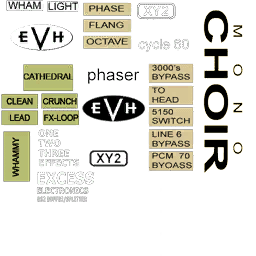 WHAM
LIGHT
PHASE
FLANG
OCTAVE
XY2
EVH
cycle 60
CATHEDRAL
phaser
3000's
BYPASS
CLEAN
CRUNCH
LEAD
FX-LOOP
EVH
TO
HEAD
5150
SWITCH
WHAMMY
ONE
TWO
THREE
EFFECTS
XY2
LINE 6
BYPASS
PCM 70
BYOASS
EXCESS
ELECTRONICS
MONO
CHOIR